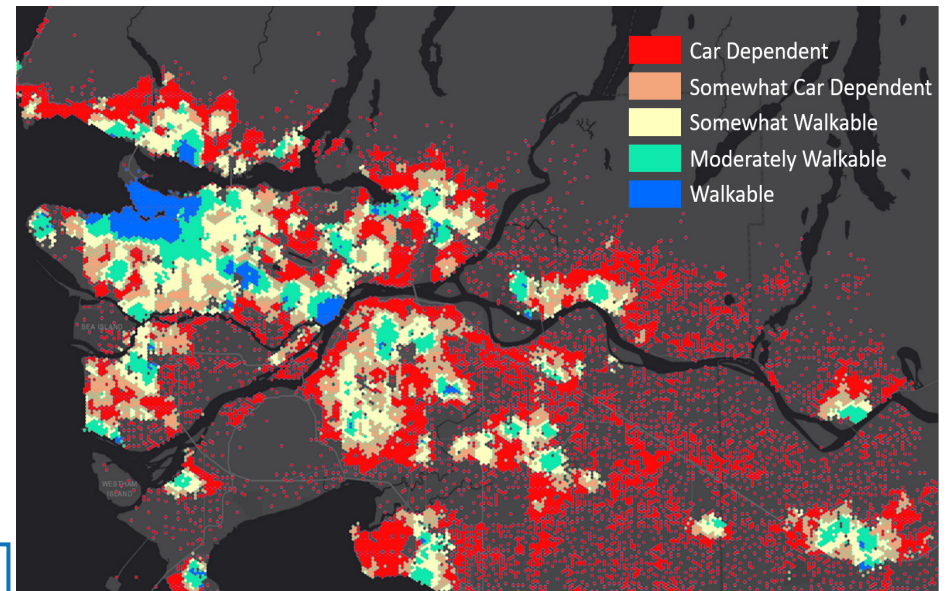 Car Dependent
Somewhat Car Dependent
Somewhat Walkable
Moderately Walkable
Walkable
SEA ISLAND
WESTHAM
ISLAND